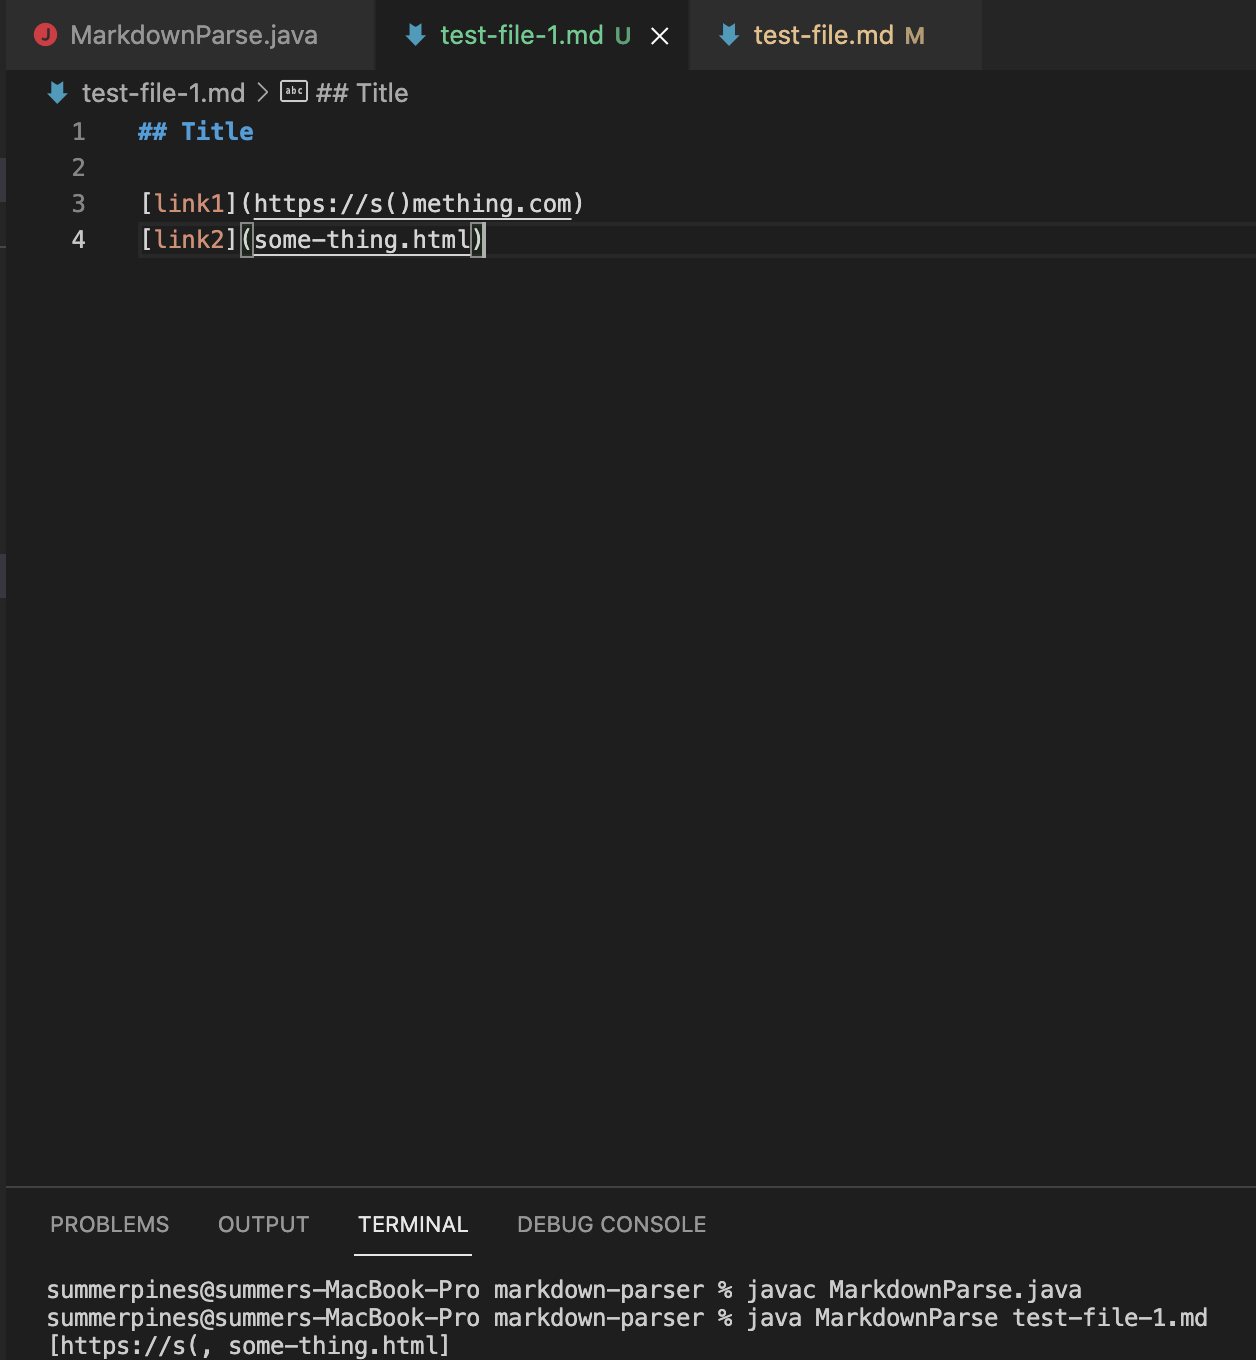 J MarkdownParse.java test-file-1.md U test-file.md M
test-file-1.md > abc ## Title
1 ## Title
2
3 [link1](https://s()mething.com)
4 [link2](some-thing.html)
PROBLEMS OUTPUT TERMINAL DEBUG CONSOLE
summerpines@summers-MacBook-Pro markdown-parser % javac MarkdownParse.java
summerpines@summers-MacBook-Pro markdown-parser % java MarkdownParse test-file-1.md
[https://s(, some-thing.html]